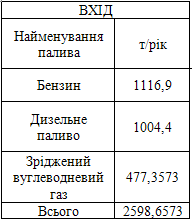 ВХІД
Найменування
палива
т/рік
Бензин
1116,9
Дизельне
паливо
1004,4
Зріджений
вуглеводневий
газ
477,3573
Всього
2598,6573